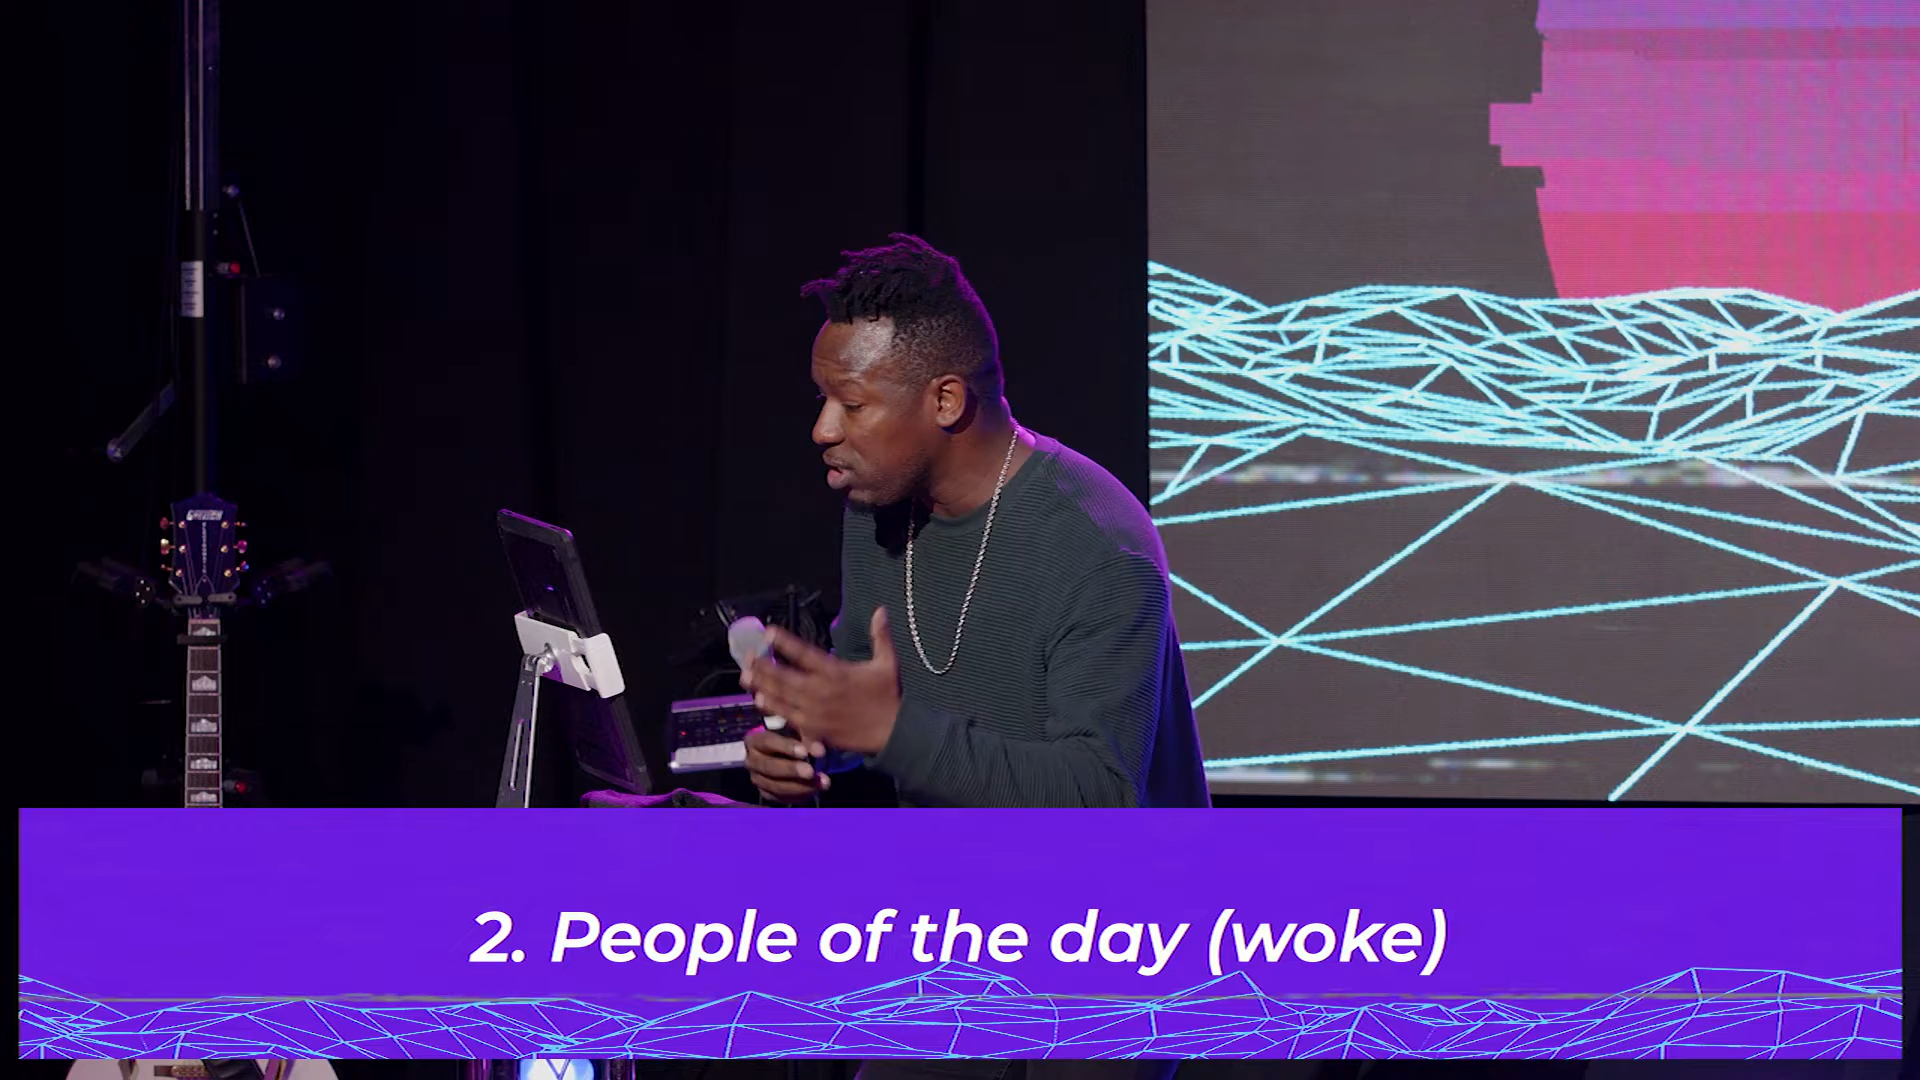 2. People of the day (woke)